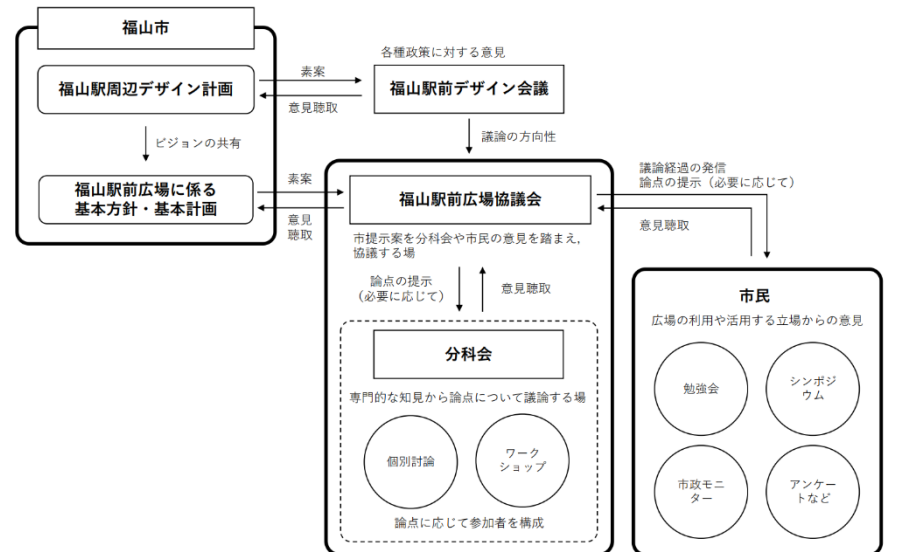 福山市
各種政策に対する意見
福山駅周辺デザイン計画
素案
意見聴取
福山駅前デザイン会議
ビジョンの共有
議論の方向性
福山駅前広場に係る
基本方針・基本計画
素案
意見
聴取
福山駅前広場協議会
議論経過の発信
論点の提示（必要に応じて）
意見聴取
市提示案を分科会や市民の意見を踏まえ,
協議する場
論点の提示
（必要に応じて）
意見聴取
分科会
専門的な知見から論点について議論する場
個別討論
ワーク
ショップ
論点に応じて参加者を構成
市民
広場の利用や活用する立場からの意見
勉強会
シンポジ
ウム
市政モニ
ター
アンケー
トなど